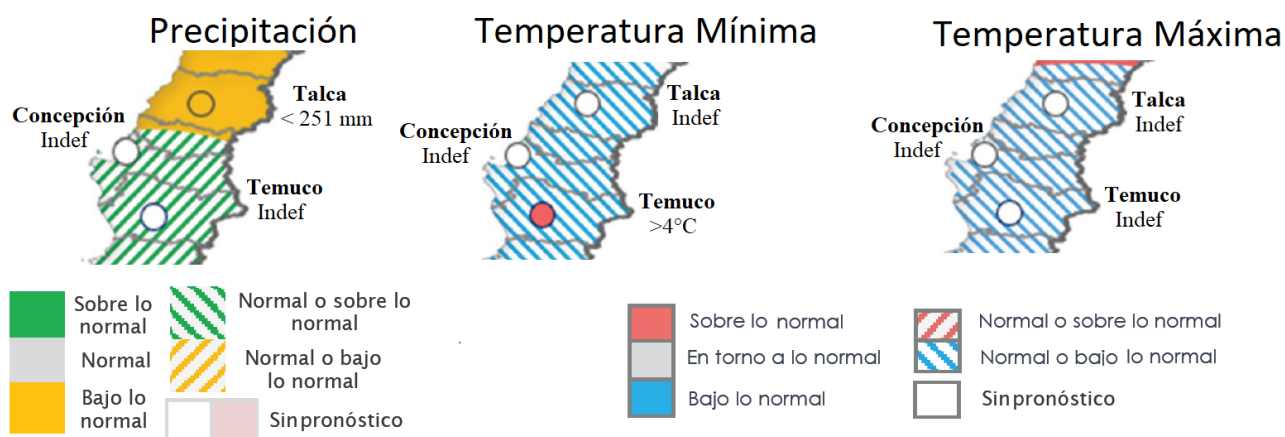 Precipitación
Talca
< 251 mm
Concepción
Indef
Temuco
Indef
Temperatura Mínima
Talca
Indef
Concepción
Indef
Temuco
>4°C
Temperatura Máxima
Talca
Indef
Concepción
Indef
Temuco
Indef
Sobre lo
normal
Normal
Bajo lo
normal
Normal o sobre lo
normal
Normal o bajo
lo normal
Sin pronóstico
Sobre lo normal
En torno a lo normal
Bajo lo normal
Normal o sobre lo normal
Normal o bajo lo normal
Sin pronóstico